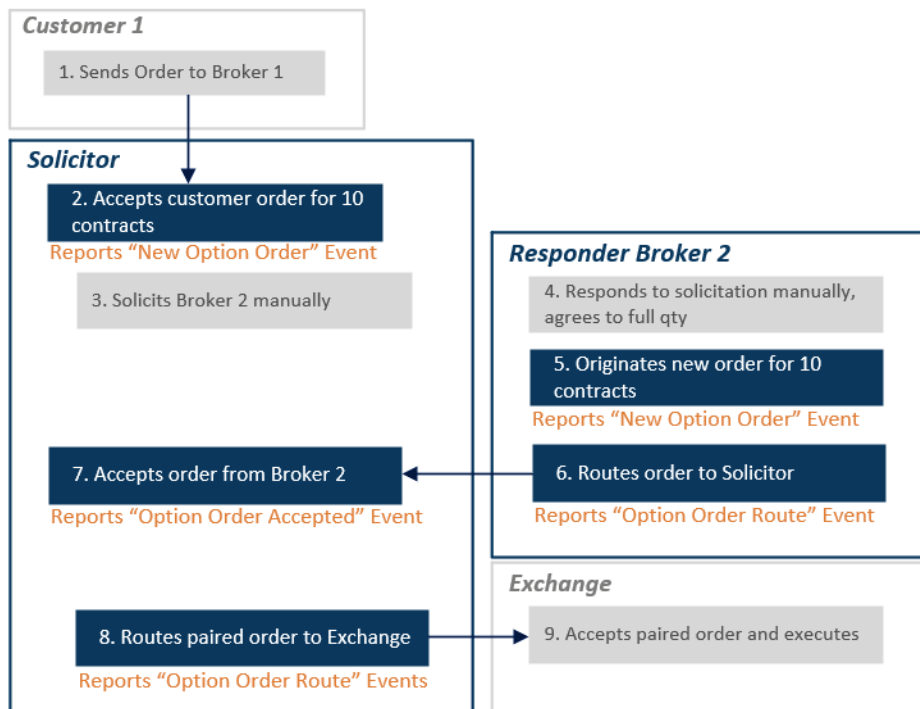 Customer 1
1. Sends Order to Broker 1
Solicitor
2. Accepts customer order for 10
contracts
Reports “New Option Order” Event
3. Solicits Broker 2 manually
Responder Broker 2
4. Responds to solicitation manually,
agrees to full qty
5. Originates new order for 10
contracts
Reports “New Option Order” Event
7. Accepts order from Broker 2
Reports “Option Order Accepted” Event
6. Routes order to Solicitor
Reports “Option Order Route” Event
8. Routes paired order to Exchange
Reports “Option Order Route” Events
Exchange
9. Accepts paired order and executes